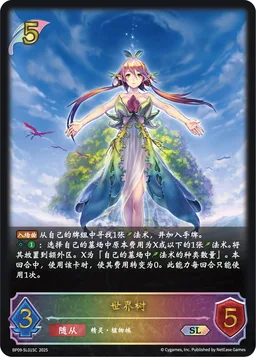 5
入场曲 从自己的牌组中寻找1张 法术，并加入手牌。
1：选择自己的墓场中原本费用为X或以下的1张 法术。将
其放置到额外区。X为「自己的墓场中 法术的种类数量」。本
回合中，使用该卡时，使其费用转变为0。此能力每回合只能使
用1次。
世界树
3
随从
精灵·植物族
SL
5
BP09-SL01SC 2025
© Cygames, Inc. Published by NetEase Games